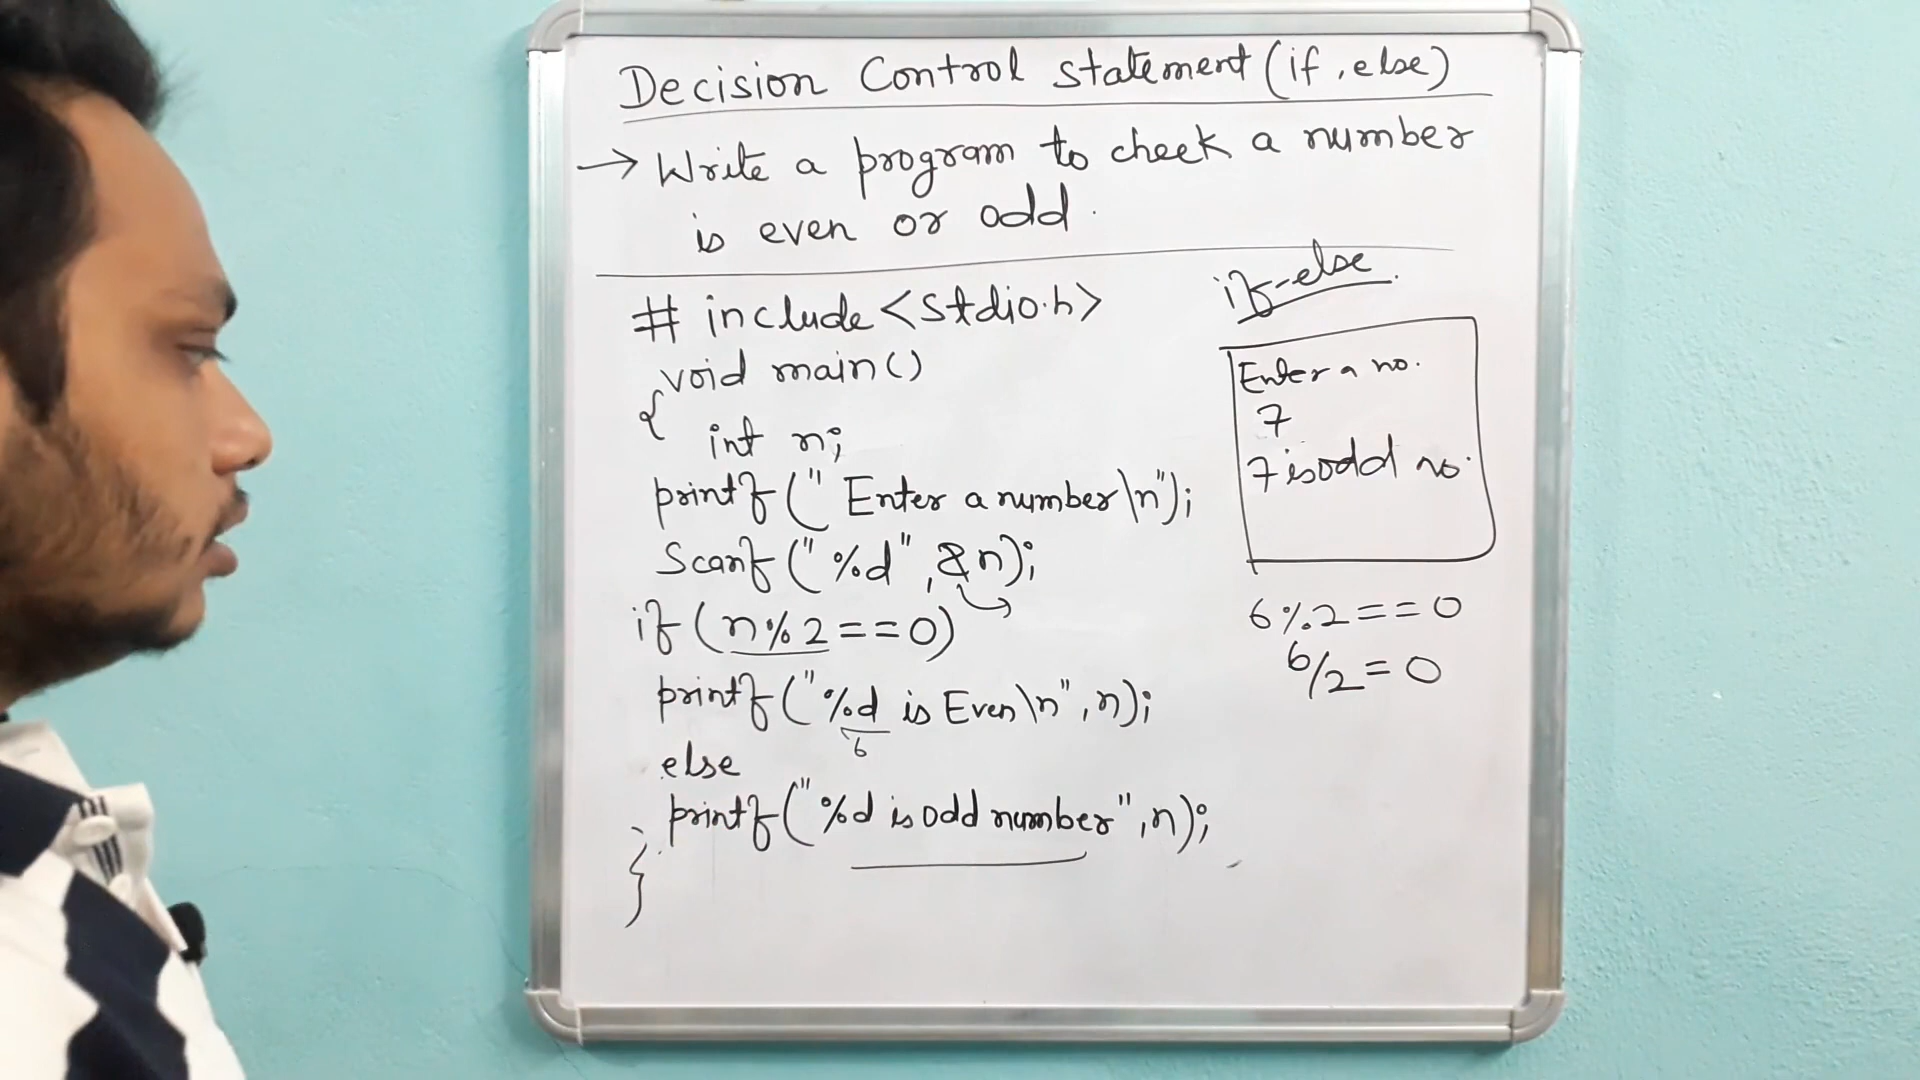 Decision Control statement (if, else)
→ Write a program to check a number
is even or odd.
# include <stdio.h>
void main()
{
int n;
printf(" Enter a number\n");
Scanf("%d", &n);
if (n%2==0)
printf("%d is Even\n", n);
6
else
printf("%d is odd number", n);
}
if-else.
Enter a no.
7
7 is odd no.
6%2==0
6/2=0